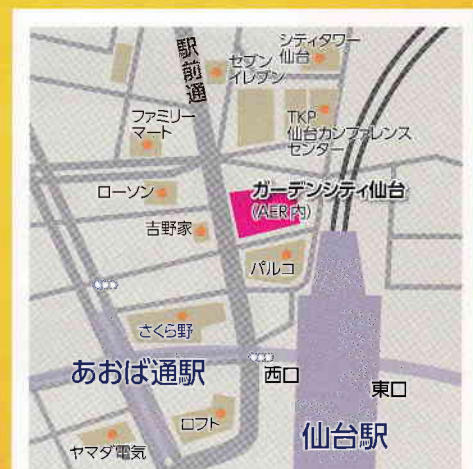 駅前通
シティタワー
仙台
セブン
イレブン
ファミリー
マート
TKP
仙台カンファレンス
センター
ローソン
ガーデンシティ仙台
(AER内)
吉野家
パルコ
さくら野
あおば通駅
西口
東口
ロフト
仙台駅
ヤマダ電気